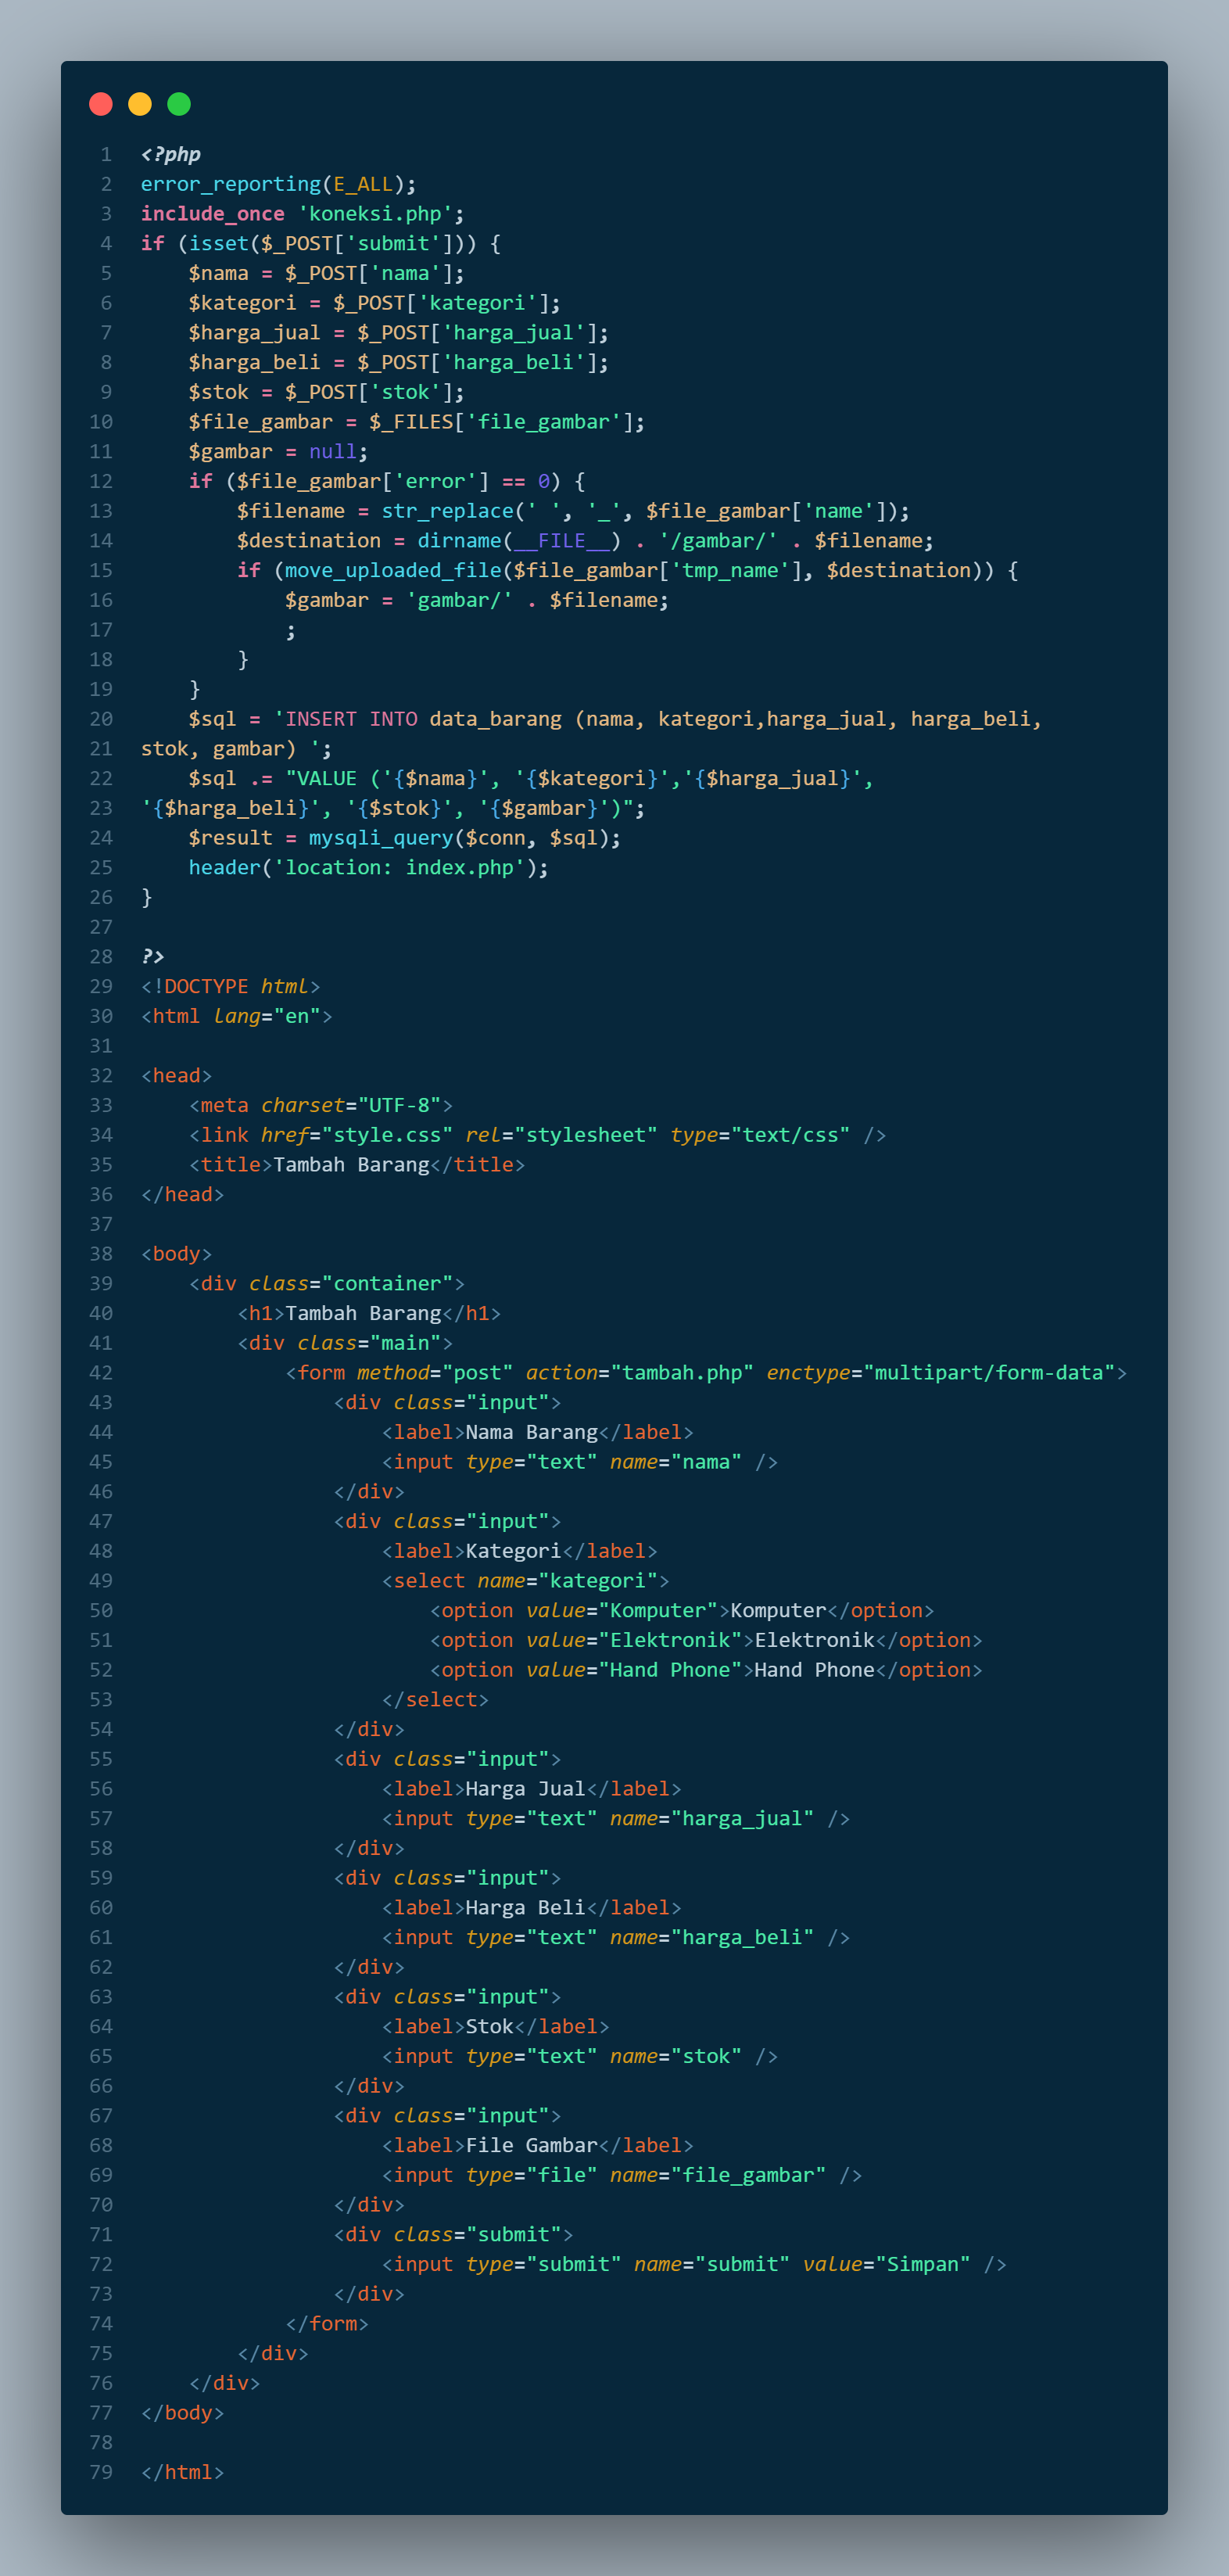 1 <?php
2 error_reporting(E_ALL);
3 include_once 'koneksi.php';
4 if (isset($_POST['submit'])) {
5     $nama = $_POST['nama'];
6     $kategori = $_POST['kategori'];
7     $harga_jual = $_POST['harga_jual'];
8     $harga_beli = $_POST['harga_beli'];
9     $stok = $_POST['stok'];
10     $file_gambar = $_FILES['file_gambar'];
11     $gambar = null;
12     if ($file_gambar['error'] == 0) {
13         $filename = str_replace(' ', '_', $file_gambar['name']);
14         $destination = dirname(__FILE__) . '/gambar/' . $filename;
15         if (move_uploaded_file($file_gambar['tmp_name'], $destination)) {
16             $gambar = 'gambar/' . $filename;
17             ;
18         }
19     }
20     $sql = 'INSERT INTO data_barang (nama, kategori,harga_jual, harga_beli,
21 stok, gambar) ';
22     $sql .= "VALUE ('{$nama}', '{$kategori}','{$harga_jual}',
23 '{$harga_beli}', '{$stok}', '{$gambar}')";
24     $result = mysqli_query($conn, $sql);
25     header('location: index.php');
26 }
27
28 ?>
29 <!DOCTYPE html>
30 <html lang="en">
31
32 <head>
33     <meta charset="UTF-8">
34     <link href="style.css" rel="stylesheet" type="text/css" />
35     <title>Tambah Barang</title>
36 </head>
37
38 <body>
39     <div class="container">
40         <h1>Tambah Barang</h1>
41         <div class="main">
42             <form method="post" action="tambah.php" enctype="multipart/form-data">
43                 <div class="input">
44                     <label>Nama Barang</label>
45                     <input type="text" name="nama" />
46                 </div>
47                 <div class="input">
48                     <label>Kategori</label>
49                     <select name="kategori">
50                         <option value="Komputer">Komputer</option>
51                         <option value="Elektronik">Elektronik</option>
52                         <option value="Hand Phone">Hand Phone</option>
53                     </select>
54                 </div>
55                 <div class="input">
56                     <label>Harga Jual</label>
57                     <input type="text" name="harga_jual" />
58                 </div>
59                 <div class="input">
60                     <label>Harga Beli</label>
61                     <input type="text" name="harga_beli" />
62                 </div>
63                 <div class="input">
64                     <label>Stok</label>
65                     <input type="text" name="stok" />
66                 </div>
67                 <div class="input">
68                     <label>File Gambar</label>
69                     <input type="file" name="file_gambar" />
70                 </div>
71                 <div class="submit">
72                     <input type="submit" name="submit" value="Simpan" />
73                 </div>
74             </form>
75         </div>
76     </div>
77 </body>
78
79 </html>